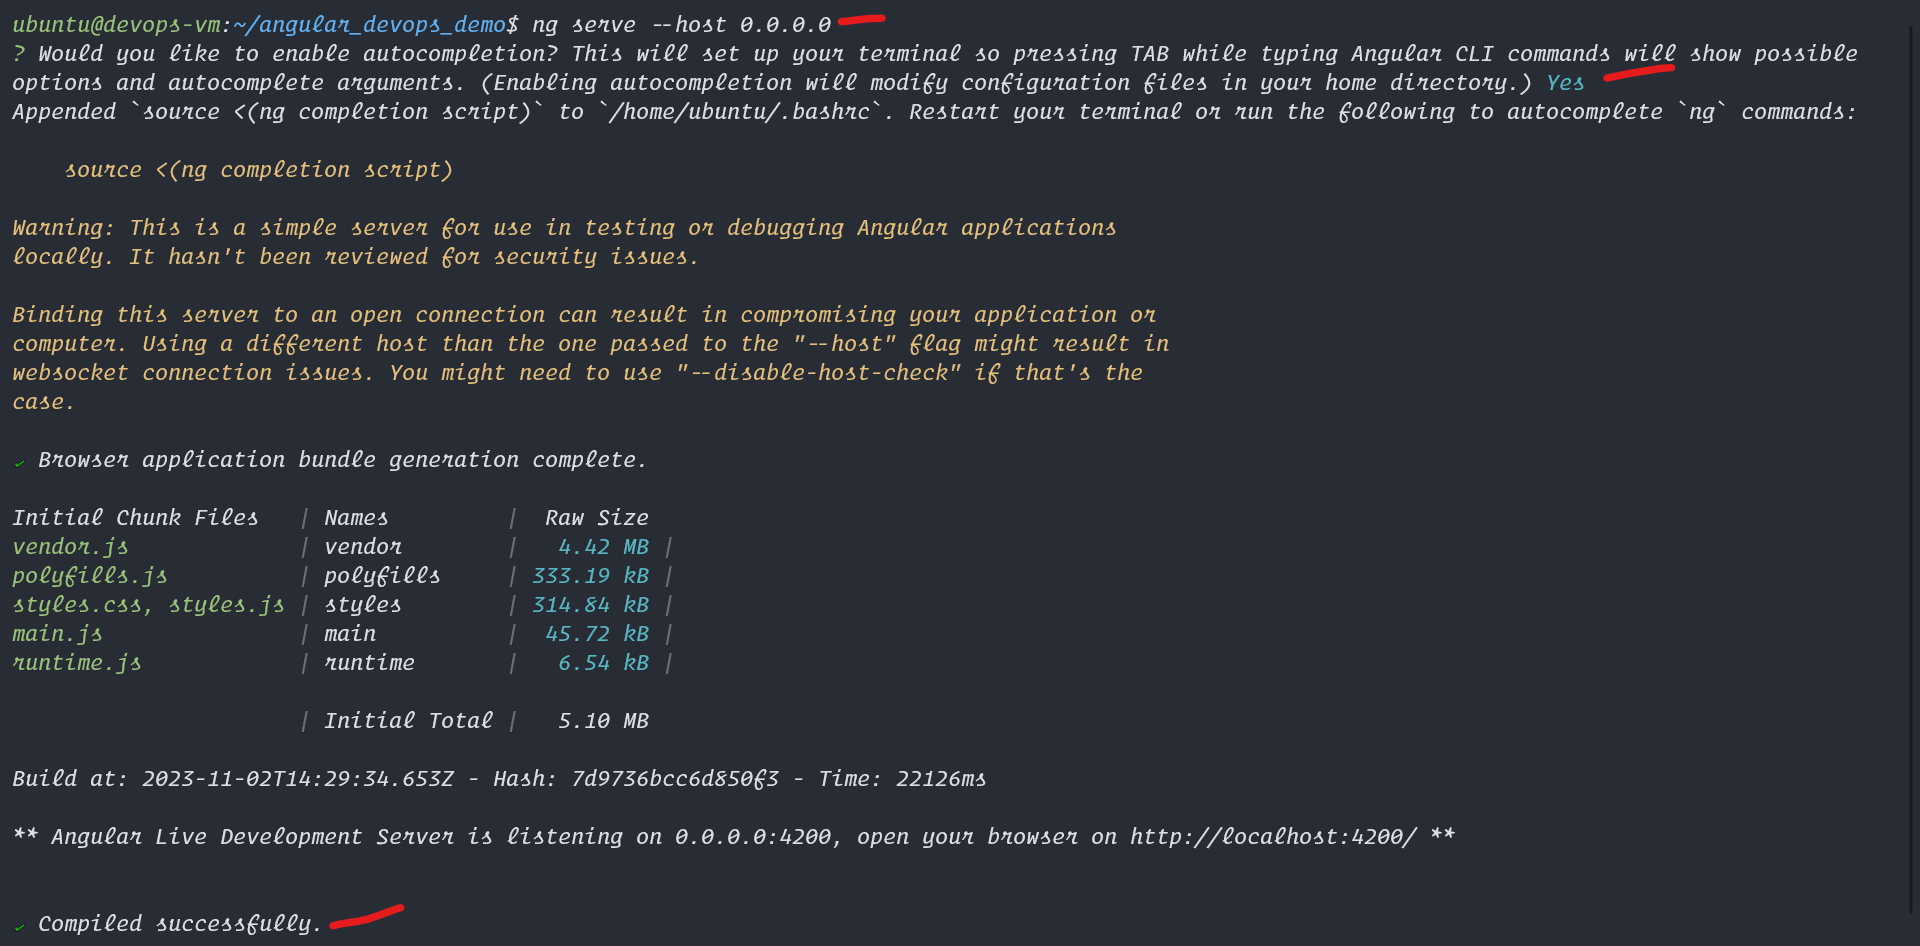 ubuntu@devops-vm:~/angular_devops_demo$ ng serve --host 0.0.0.0
? Would you like to enable autocompletion? This will set up your terminal so pressing TAB while typing Angular CLI commands will show possible
options and autocomplete arguments. (Enabling autocompletion will modify configuration files in your home directory.) Yes
Appended `source <(ng completion script)` to `/home/ubuntu/.bashrc`. Restart your terminal or run the following to autocomplete `ng` commands:
source <(ng completion script)
Warning: This is a simple server for use in testing or debugging Angular applications
locally. It hasn't been reviewed for security issues.
Binding this server to an open connection can result in compromising your application or
computer. Using a different host than the one passed to the "--host" flag might result in
websocket connection issues. You might need to use "--disable-host-check" if that's the
case.
✔ Browser application bundle generation complete.
Initial Chunk Files | Names | Raw Size
vendor.js | vendor | 4.42 MB |
polyfills.js | polyfills | 333.19 kB |
styles.css, styles.js | styles | 314.84 kB |
main.js | main | 45.72 kB |
runtime.js | runtime | 6.54 kB |
| Initial Total | 5.10 MB
Build at: 2023-11-02T14:29:34.653Z - Hash: 7d9736bcc6d850f3 - Time: 22126ms
** Angular Live Development Server is listening on 0.0.0.0:4200, open your browser on http://localhost:4200/ **
✔ Compiled successfully.